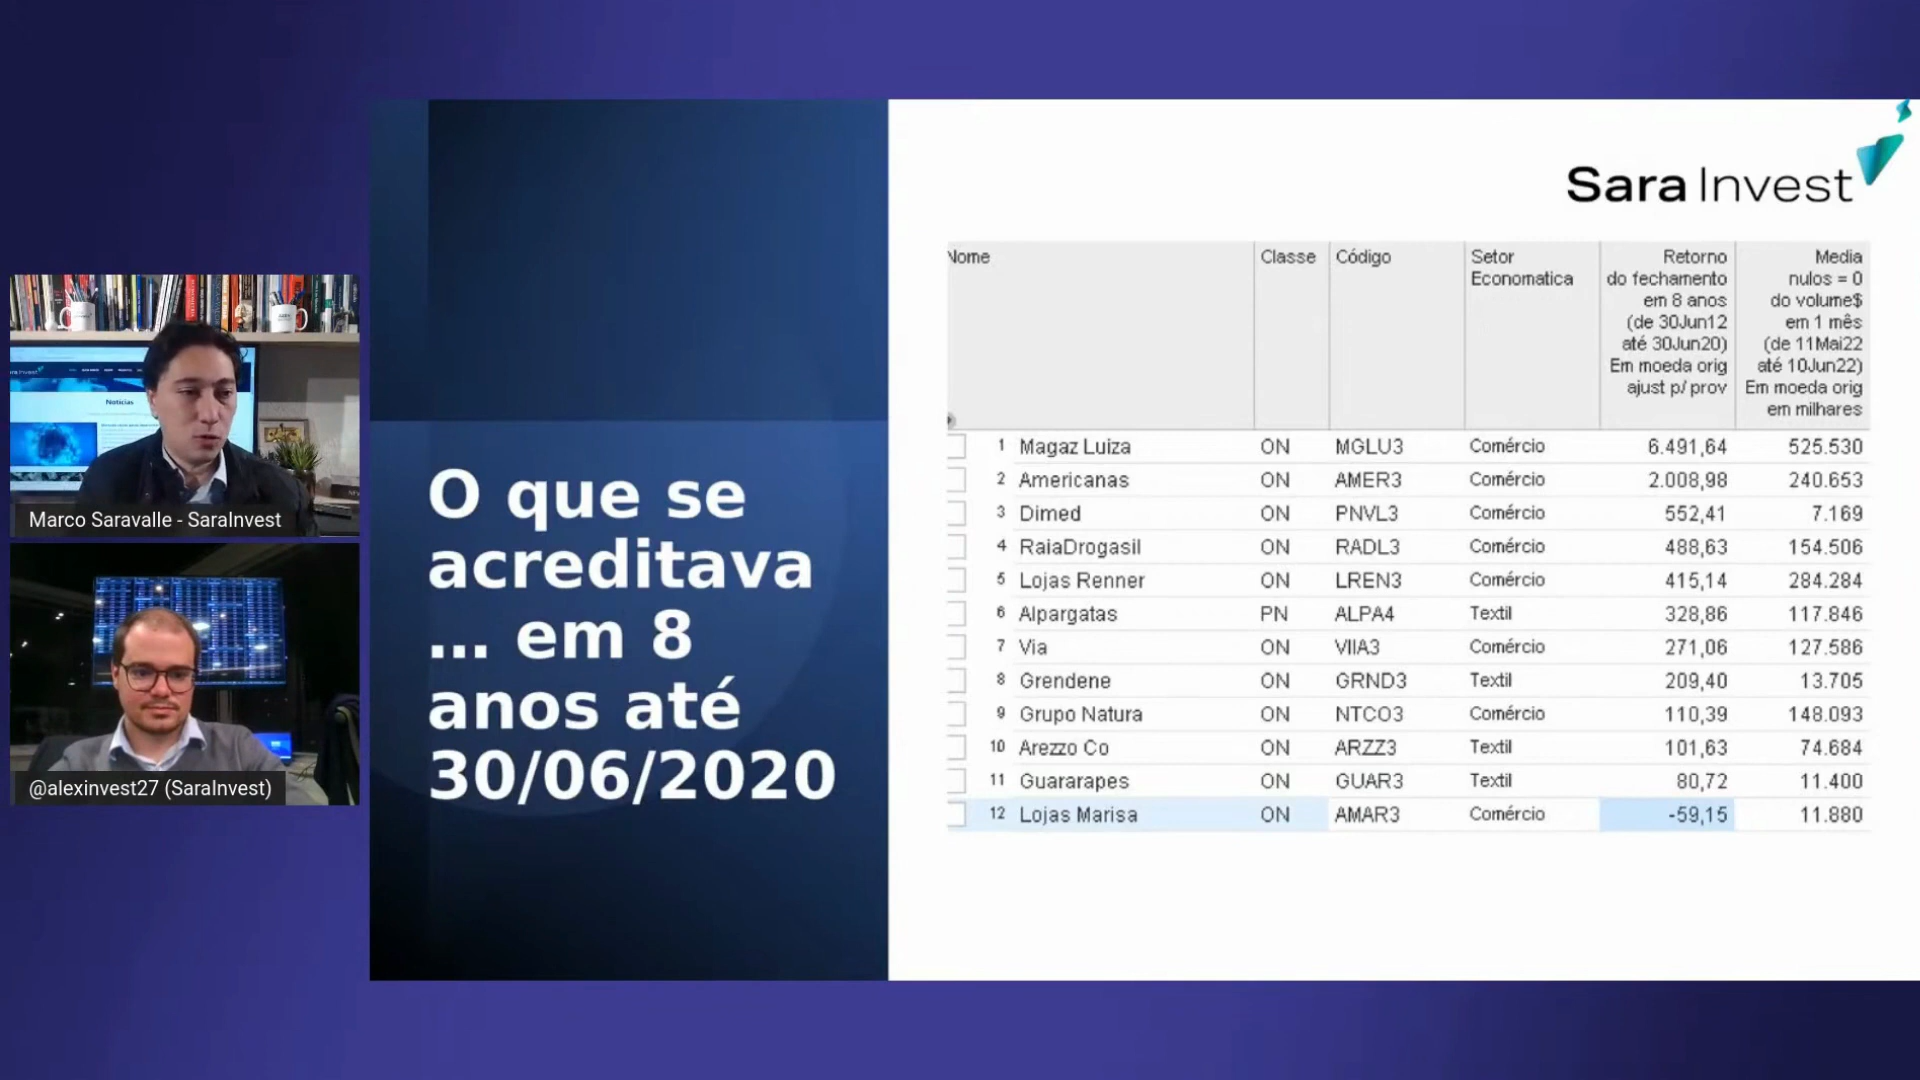 Sara Invest
Nome
Classe
Código
Setor
Economatica
Retorno
do fechamento
em 8 anos
(de 30Jun12
até 30Jun20)
Em moeda orig
ajust p/ prov
Media
nulos = 0
do volume$
em 1 mês
(de 11Mai22
até 10Jun22)
Em moeda orig
em milhares
1 Magaz Luiza ON MGLU3 Comércio 6.491,64 525.530
2 Americanas ON AMER3 Comércio 2.008,98 240.653
3 Dimed ON PNVL3 Comércio 552,41 7.169
4 RaiaDrogasil ON RADL3 Comércio 488,63 154.506
5 Lojas Renner ON LREN3 Comércio 415,14 284.284
6 Alpargatas PN ALPA4 Textil 328,86 117.846
7 Via ON VIIA3 Comércio 271,06 127.586
8 Grendene ON GRND3 Textil 209,40 13.705
9 Grupo Natura ON NTCO3 Comércio 110,39 148.093
10 Arezzo Co ON ARZZ3 Textil 101,63 74.684
11 Guararapes ON GUAR3 Textil 80,72 11.400
12 Lojas Marisa ON AMAR3 Comércio -59,15 11.880
O que se
acreditava
... em 8
anos até
30/06/2020
Notícias
Marco Saravalle - SaraInvest
@alexinvest27 (SaraInvest)